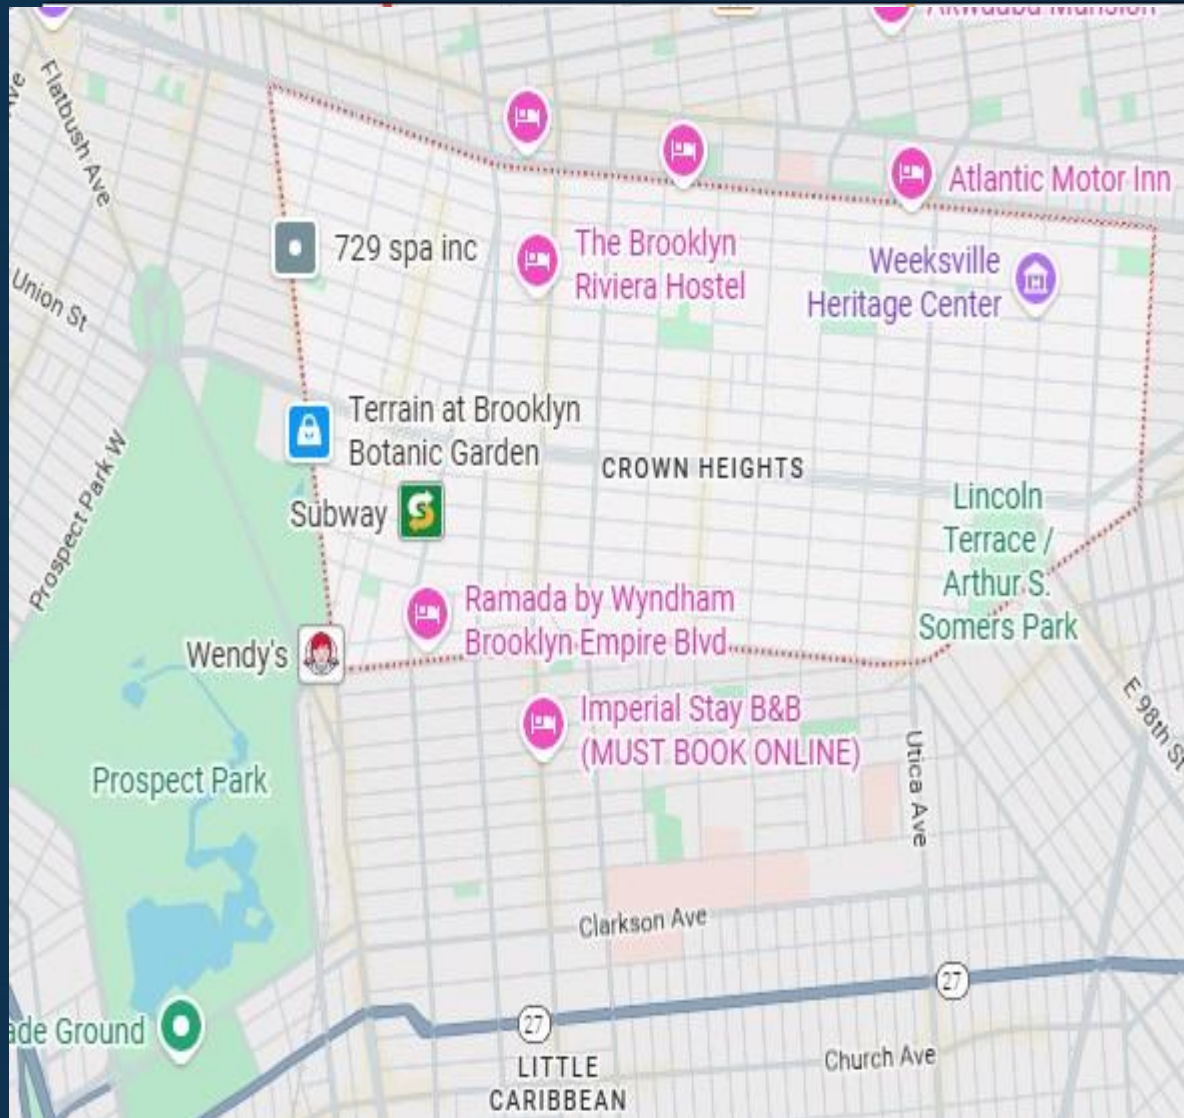 Akwaaba Mansion
Ave
Flatbush Ave
Atlantic Motor Inn
729 spa inc
The Brooklyn
Riviera Hostel
Weeksville
Heritage Center
Union St
Terrain at Brooklyn
Botanic Garden
Prospect Park W
CROWN HEIGHTS
Subway
Lincoln
Terrace /
Arthur S.
Somers Park
Ramada by Wyndham
Brooklyn Empire Blvd
Wendy's
Imperial Stay B&B
(MUST BOOK ONLINE)
E 98th St
Utica Ave
Prospect Park
Clarkson Ave
27
27
ade Ground
Church Ave
LITTLE
CARIBBEAN